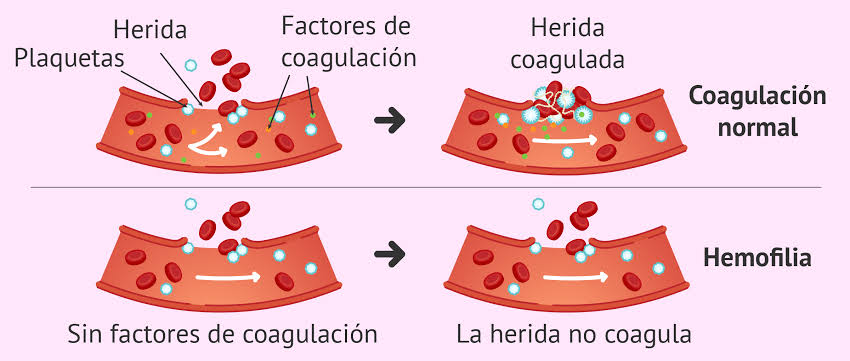 Herida
Plaquetas
Factores de
coagulación
Herida
coagulada
Coagulación
normal
Hemofilia
Sin factores de coagulación
La herida no coagula